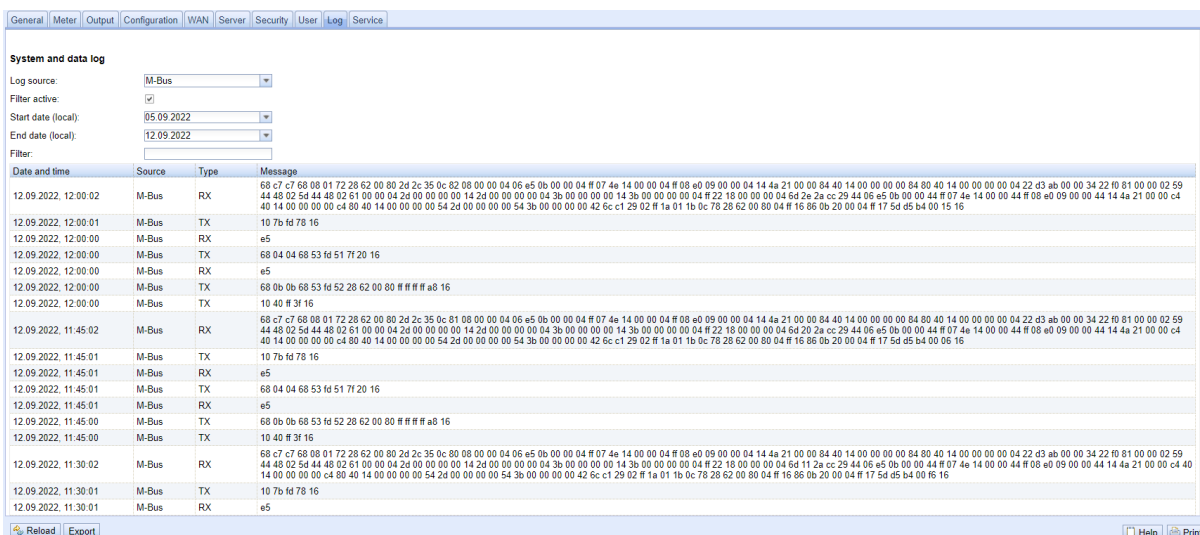 General Meter Output Configuration WAN Server Security User Log Service
System and data log
Log source: M-Bus
Filter active:
Start date (local): 05.09.2022
End date (local): 12.09.2022
Filter:
Date and time Source Type Message
12.09.2022, 12:00:02 M-Bus RX 68 c7 c7 68 08 01 72 28 62 00 80 2d 2c 35 0c 82 08 00 00 04 06 e5 0b 00 00 04 ff 07 4e 14 00 00 04 ff 08 e0 09 00 00 04 14 4a 21 00 00 84 40 14 00 00 00 00 84 80 40 14 00 00 00 00 04 22 d3 ab 00 00 34 22 f0 81 00 00 02 59
44 48 02 5d 44 48 02 61 00 00 04 2d 00 00 00 00 14 2d 00 00 00 00 04 3b 00 00 00 00 14 3b 00 00 00 00 04 ff 22 18 00 00 00 04 6d 2e 2a cc 29 44 06 e5 0b 00 00 44 ff 07 4e 14 00 00 44 ff 08 e0 09 00 00 44 14 4a 21 00 00 c4
40 14 00 00 00 00 c4 80 40 14 00 00 00 00 54 2d 00 00 00 00 54 3b 00 00 00 00 42 6c c1 29 02 ff 1a 01 1b 0c 78 28 62 00 80 04 ff 16 86 0b 20 00 04 ff 17 5d d5 b4 00 15 16
12.09.2022, 12:00:01 M-Bus TX 10 7b fd 78 16
12.09.2022, 12:00:00 M-Bus RX e5
12.09.2022, 12:00:00 M-Bus TX 68 04 04 68 53 fd 51 7f 20 16
12.09.2022, 12:00:00 M-Bus RX e5
12.09.2022, 12:00:00 M-Bus TX 68 0b 0b 68 53 fd 52 28 62 00 80 ff ff ff ff a8 16
12.09.2022, 12:00:00 M-Bus TX 10 40 ff 3f 16
12.09.2022, 11:45:02 M-Bus RX 68 c7 c7 68 08 01 72 28 62 00 80 2d 2c 35 0c 81 08 00 00 04 06 e5 0b 00 00 04 ff 07 4e 14 00 00 04 ff 08 e0 09 00 00 04 14 4a 21 00 00 84 40 14 00 00 00 00 84 80 40 14 00 00 00 00 04 22 d3 ab 00 00 34 22 f0 81 00 00 02 59
44 48 02 5d 44 48 02 61 00 00 04 2d 00 00 00 00 14 2d 00 00 00 00 04 3b 00 00 00 00 14 3b 00 00 00 00 04 ff 22 18 00 00 00 04 6d 20 2a cc 29 44 06 e5 0b 00 00 44 ff 07 4e 14 00 00 44 ff 08 e0 09 00 00 44 14 4a 21 00 00 c4
40 14 00 00 00 00 c4 80 40 14 00 00 00 00 54 2d 00 00 00 00 54 3b 00 00 00 00 42 6c c1 29 02 ff 1a 01 1b 0c 78 28 62 00 80 04 ff 16 86 0b 20 00 04 ff 17 5d d5 b4 00 06 16
12.09.2022, 11:45:01 M-Bus TX 10 7b fd 78 16
12.09.2022, 11:45:01 M-Bus RX e5
12.09.2022, 11:45:01 M-Bus TX 68 04 04 68 53 fd 51 7f 20 16
12.09.2022, 11:45:01 M-Bus RX e5
12.09.2022, 11:45:00 M-Bus TX 68 0b 0b 68 53 fd 52 28 62 00 80 ff ff ff ff a8 16
12.09.2022, 11:45:00 M-Bus TX 10 40 ff 3f 16
12.09.2022, 11:30:02 M-Bus RX 68 c7 c7 68 08 01 72 28 62 00 80 2d 2c 35 0c 80 08 00 00 04 06 e5 0b 00 00 04 ff 07 4e 14 00 00 04 ff 08 e0 09 00 00 04 14 4a 21 00 00 84 40 14 00 00 00 00 84 80 40 14 00 00 00 00 04 22 d3 ab 00 00 34 22 f0 81 00 00 02 59
44 48 02 5d 44 48 02 61 00 00 04 2d 00 00 00 00 14 2d 00 00 00 00 04 3b 00 00 00 00 14 3b 00 00 00 00 04 ff 22 18 00 00 00 04 6d 11 2a cc 29 44 06 e5 0b 00 00 44 ff 07 4e 14 00 00 44 ff 08 e0 09 00 00 44 14 4a 21 00 00 c4 40
14 00 00 00 00 c4 80 40 14 00 00 00 00 54 2d 00 00 00 00 54 3b 00 00 00 00 42 6c c1 29 02 ff 1a 01 1b 0c 78 28 62 00 80 04 ff 16 86 0b 20 00 04 ff 17 5d d5 b4 00 f6 16
12.09.2022, 11:30:01 M-Bus TX 10 7b fd 78 16
12.09.2022, 11:30:01 M-Bus RX e5
Reload Export Help Print